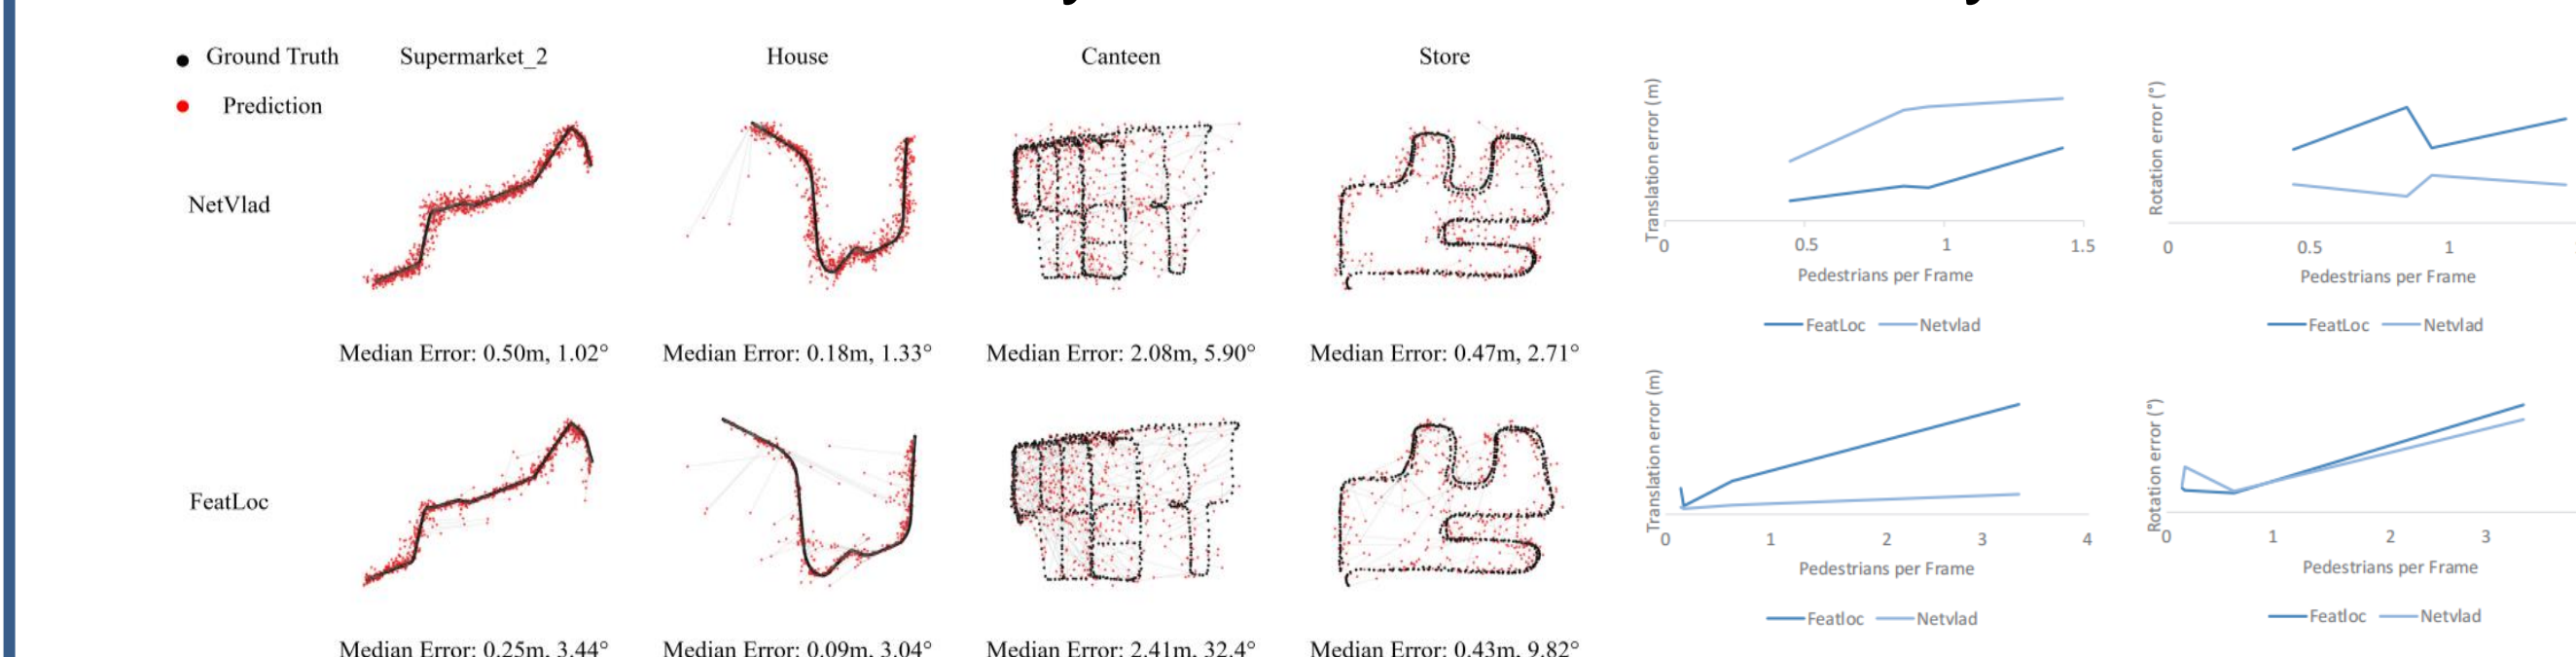 Ground Truth
Supermarket_2
House
Canteen
Store
Prediction
NetVlad
Median Error: 0.50m, 1.02°
Median Error: 0.18m, 1.33°
Median Error: 2.08m, 5.90°
Median Error: 0.47m, 2.71°
FeatLoc
Median Error: 0.25m, 3.44°
Median Error: 0.09m, 3.04°
Median Error: 2.41m, 32.4°
Median Error: 0.43m, 9.82°
Translation error (m)
0 0.5 1 1.5
Pedestrians per Frame
FeatLoc Netvlad
Rotation error (°)
0 0.5 1
Pedestrians per Frame
FeatLoc Netvlad
Translation error (m)
0 1 2 3 4
Pedestrians per Frame
Featloc Netvlad
Rotation error (°)
0 1 2 3
Pedestrians per Frame
Featloc Netvlad